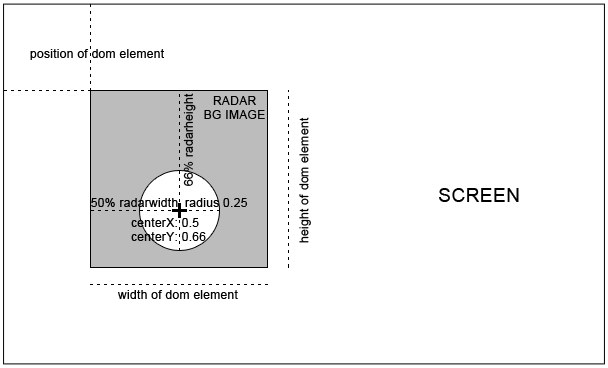 position of dom element
RADAR
BG IMAGE
66% radarheight
height of dom element
SCREEN
50% radarwidth radius 0.25
centerX: 0.5
centerY: 0.66
width of dom element